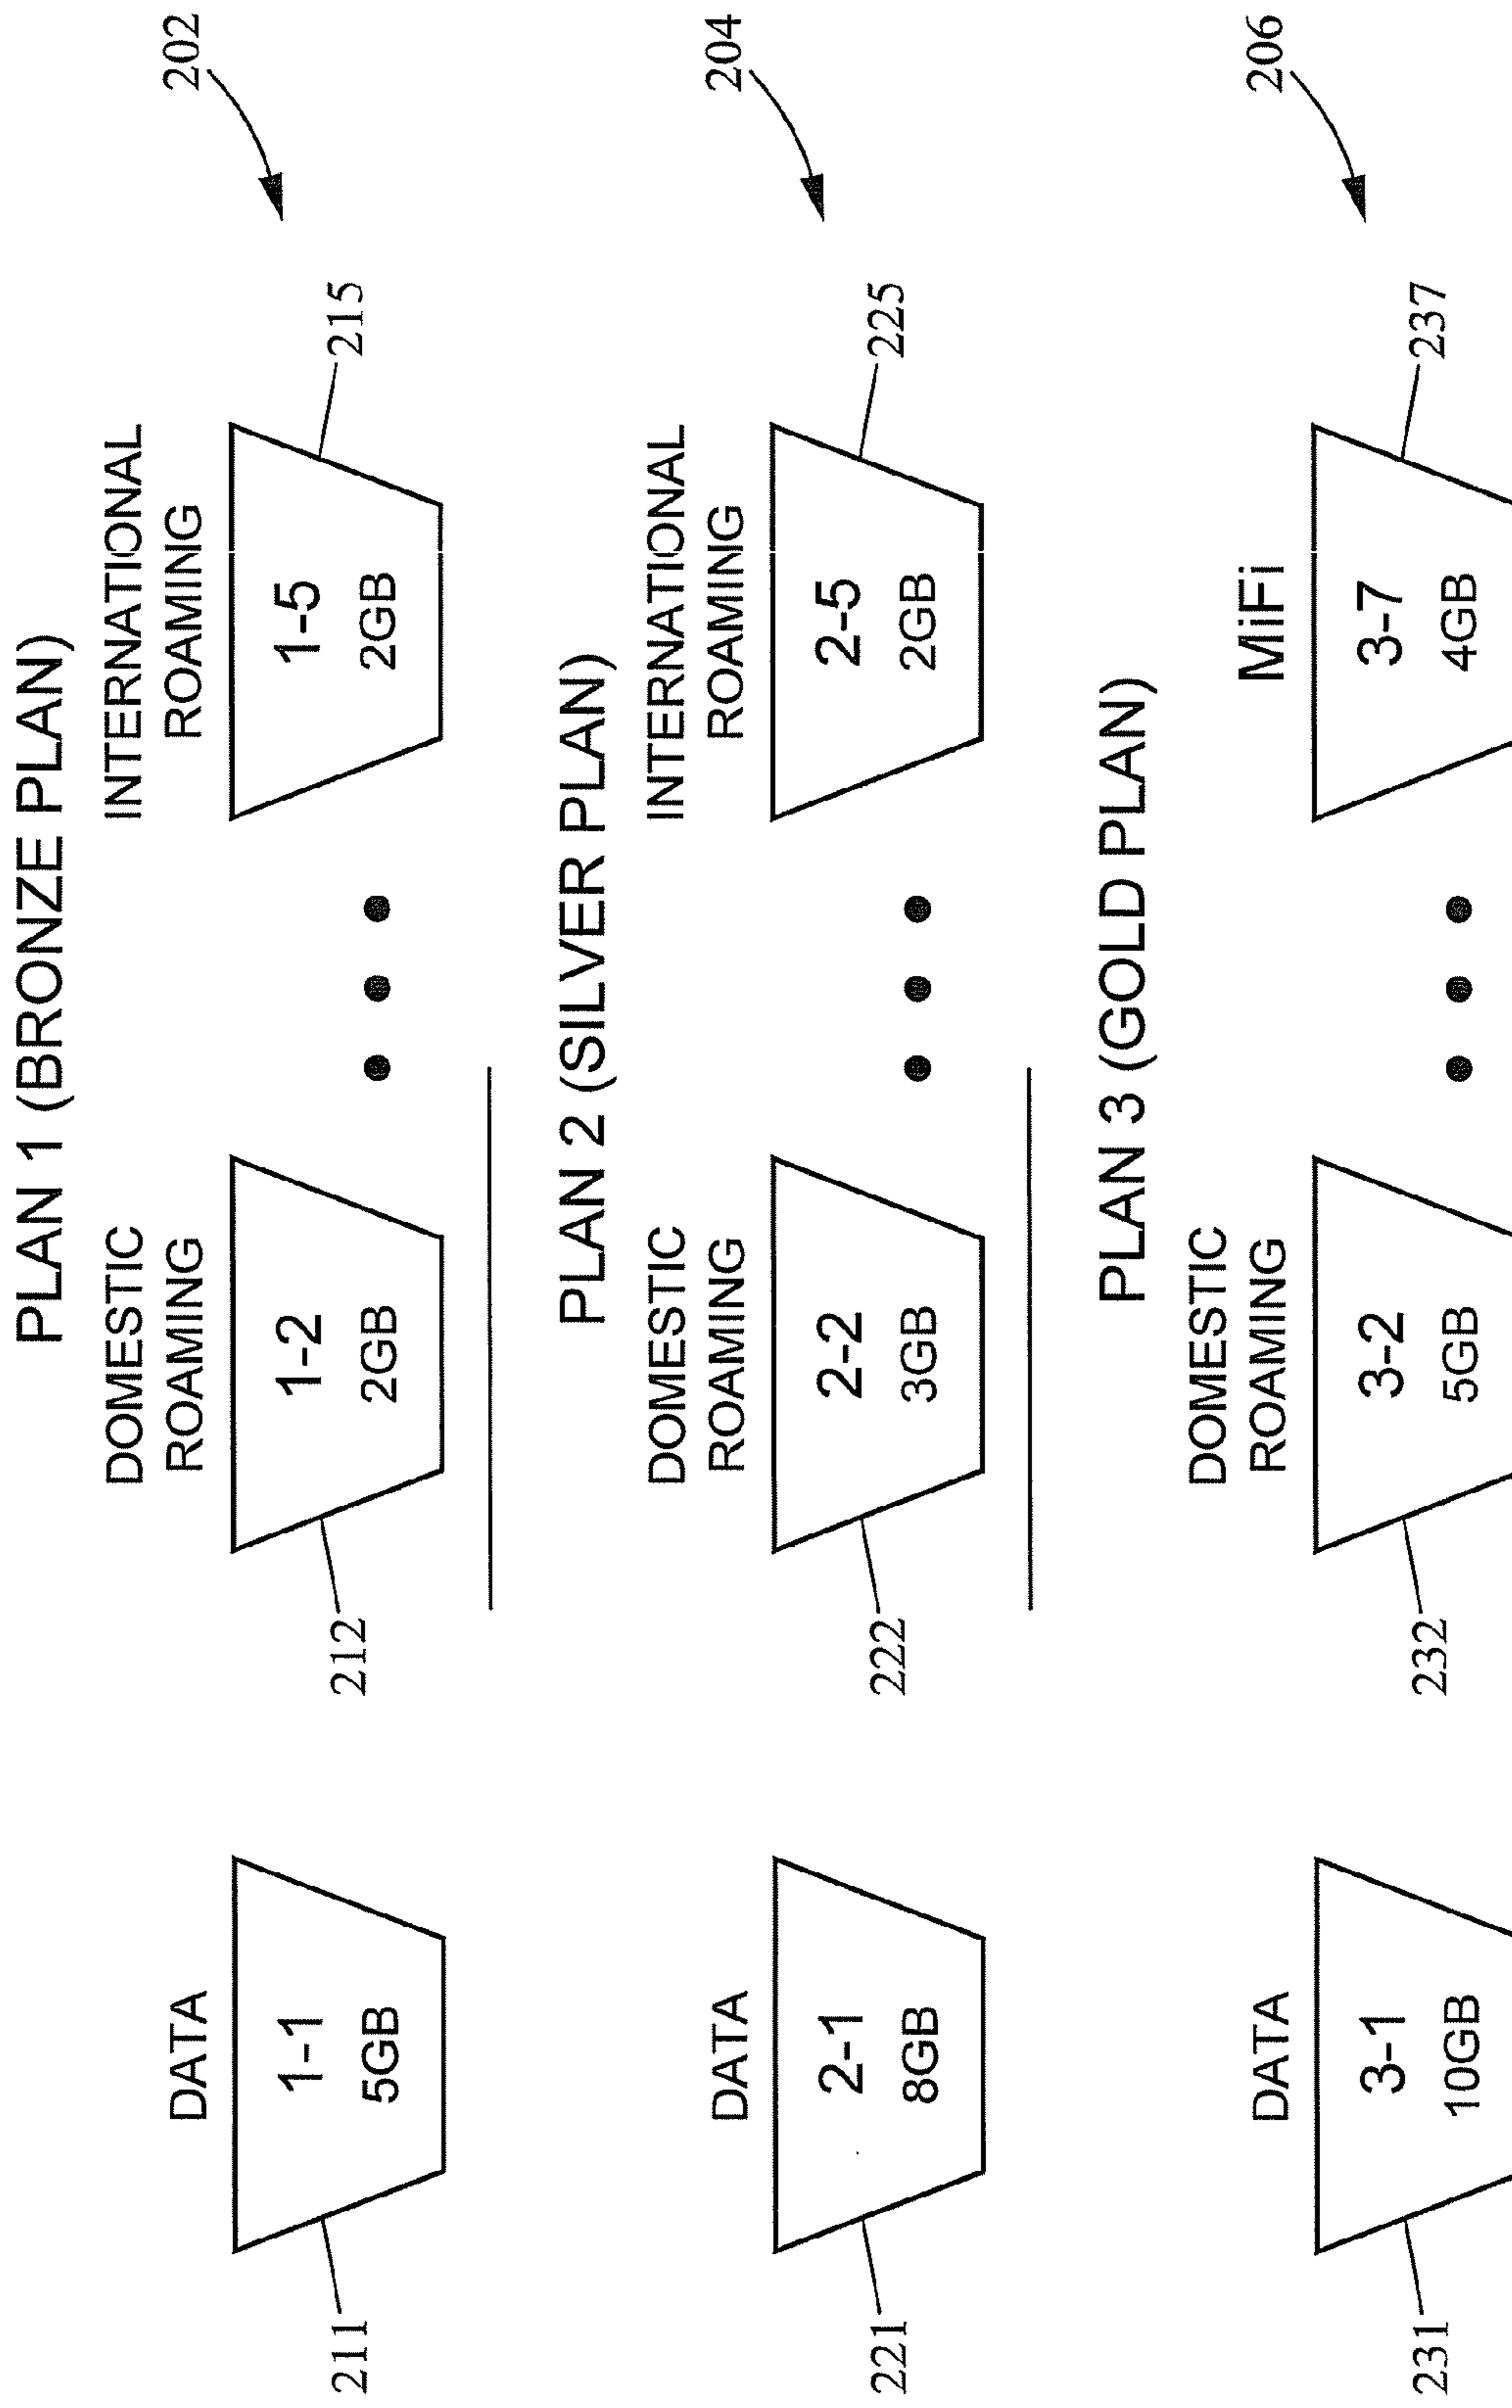 PLAN 1 (BRONZE PLAN)
202
DATA
DOMESTIC
ROAMING
INTERNATIONAL
ROAMING
1-1
5GB
1-2
2GB
1-5
2GB
211
212
215
PLAN 2 (SILVER PLAN)
204
DATA
DOMESTIC
ROAMING
INTERNATIONAL
ROAMING
2-1
8GB
2-2
3GB
2-5
2GB
221
222
225
PLAN 3 (GOLD PLAN)
206
DATA
DOMESTIC
ROAMING
MiFi
3-1
10GB
3-2
5GB
3-7
4GB
231
232
237